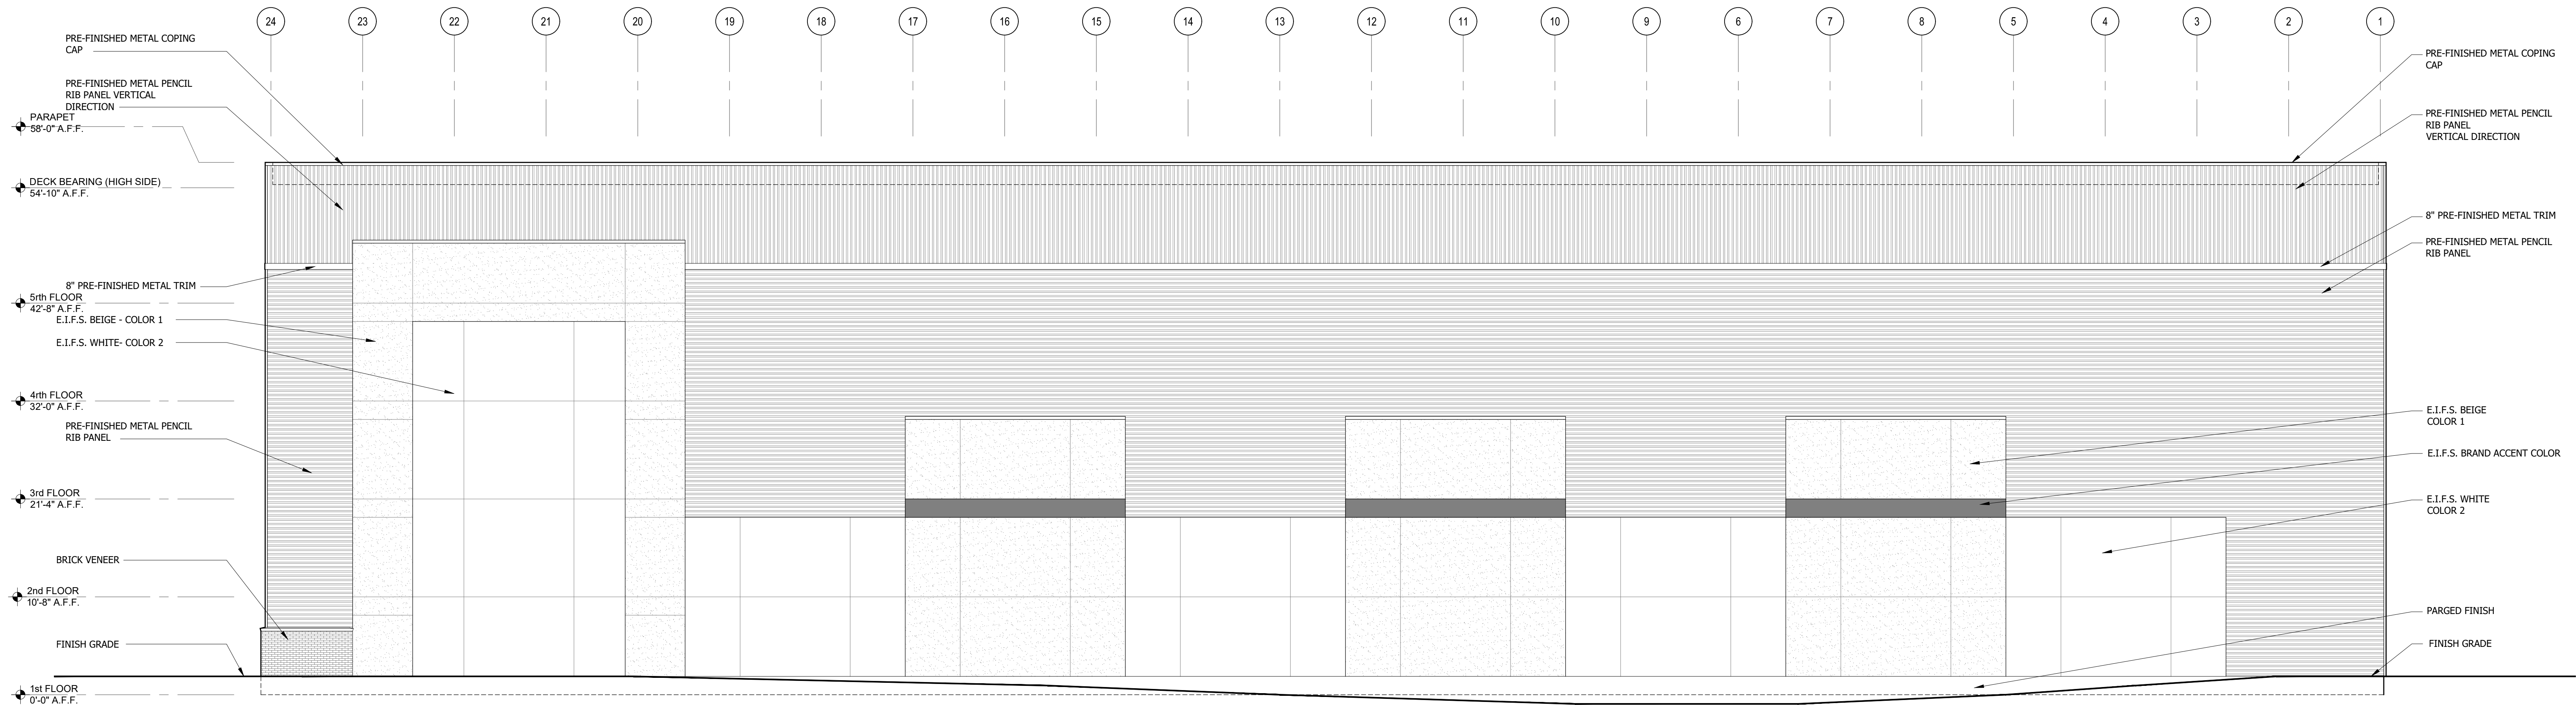 24 23 22 21 20 19 18 17 16 15 14 13 12 11 10 9 6 7 8 5 4 3 2 1
PRE-FINISHED METAL COPING
CAP
PRE-FINISHED METAL PENCIL
RIB PANEL VERTICAL
DIRECTION
PARAPET
58'-0" A.F.F.
DECK BEARING (HIGH SIDE)
54'-10" A.F.F.
8" PRE-FINISHED METAL TRIM
5rth FLOOR
42'-8" A.F.F.
E.I.F.S. BEIGE - COLOR 1
E.I.F.S. WHITE- COLOR 2
4rth FLOOR
32'-0" A.F.F.
PRE-FINISHED METAL PENCIL
RIB PANEL
3rd FLOOR
21'-4" A.F.F.
BRICK VENEER
2nd FLOOR
10'-8" A.F.F.
FINISH GRADE
1st FLOOR
0'-0" A.F.F.
PRE-FINISHED METAL COPING
CAP
PRE-FINISHED METAL PENCIL
RIB PANEL
VERTICAL DIRECTION
8" PRE-FINISHED METAL TRIM
PRE-FINISHED METAL PENCIL
RIB PANEL
E.I.F.S. BEIGE
COLOR 1
E.I.F.S. BRAND ACCENT COLOR
E.I.F.S. WHITE
COLOR 2
PARGED FINISH
FINISH GRADE